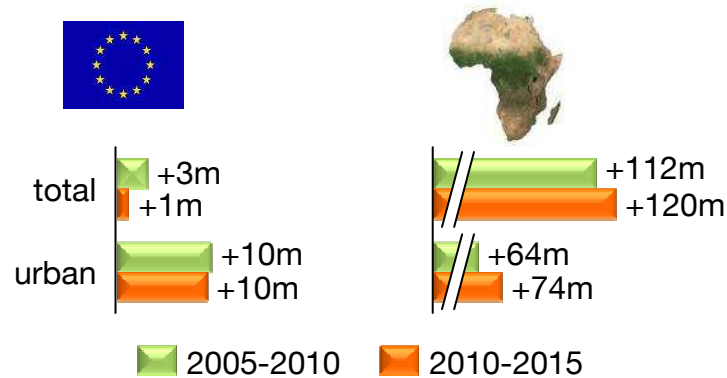 total
+3m
+1m
+112m
+120m
urban
+10m
+10m
+64m
+74m
2005-2010
2010-2015